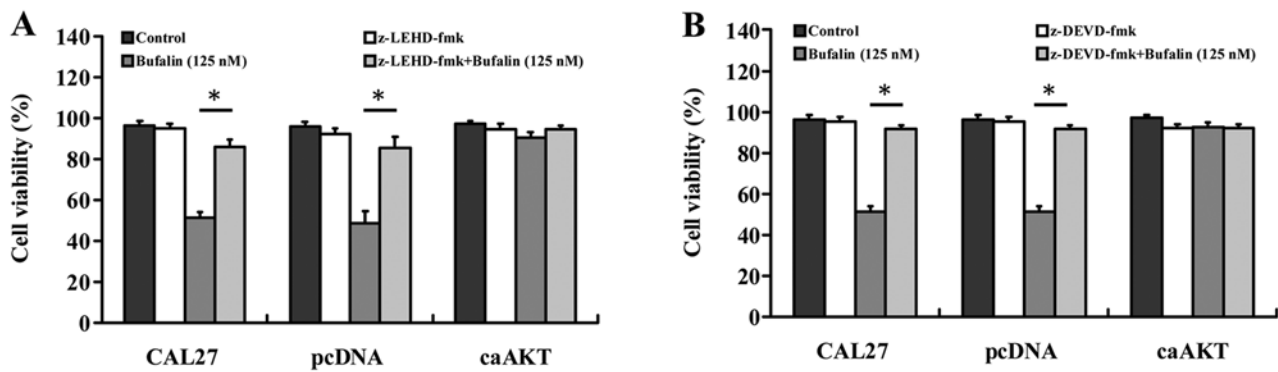 A
Cell viability (%)
140
120
100
80
60
40
20
0
Control
z-LEHD-fmk
Bufalin (125 nM)
z-LEHD-fmk+Bufalin (125 nM)
*
*
CAL27
pcDNA
caAKT
B
Cell viability (%)
140
120
100
80
60
40
20
0
Control
z-DEVD-fmk
Bufalin (125 nM)
z-DEVD-fmk+Bufalin (125 nM)
*
*
CAL27
pcDNA
caAKT